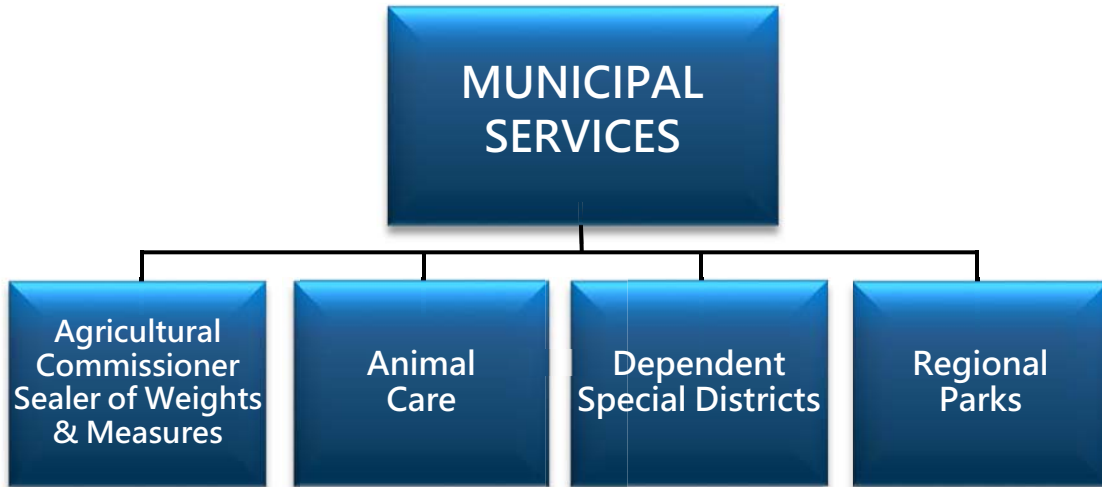 MUNICIPAL
SERVICES
Agricultural
Commissioner
Sealer of Weights
& Measures
Animal
Care
Dependent
Special Districts
Regional
Parks